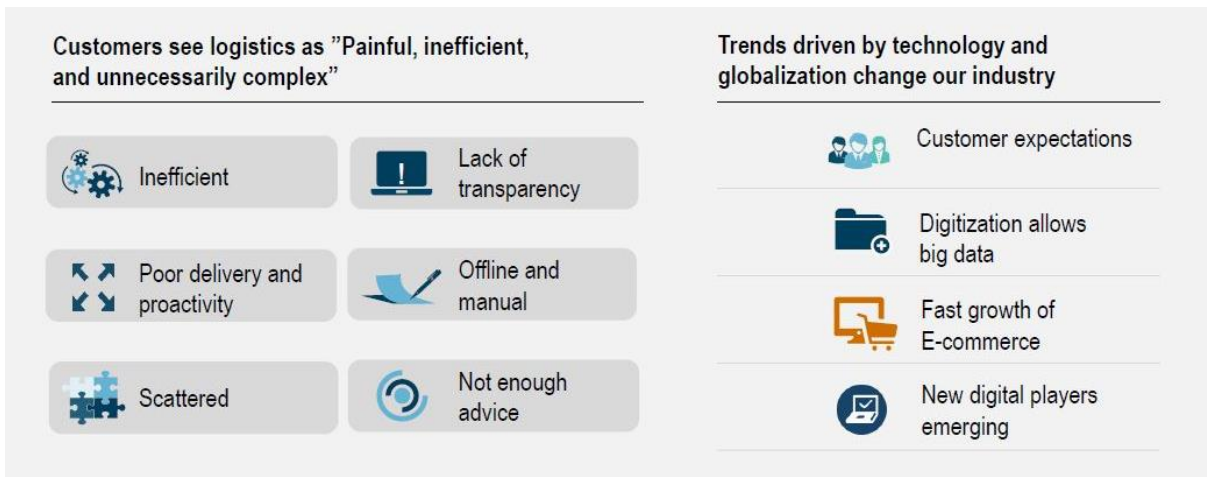 Customers see logistics as ”Painful, inefficient,
and unnecessarily complex”
Inefficient
Lack of
transparency
Poor delivery and
proactivity
Offline and
manual
Scattered
Not enough
advice
Trends driven by technology and
globalization change our industry
Customer expectations
Digitization allows
big data
Fast growth of
E-commerce
New digital players
emerging